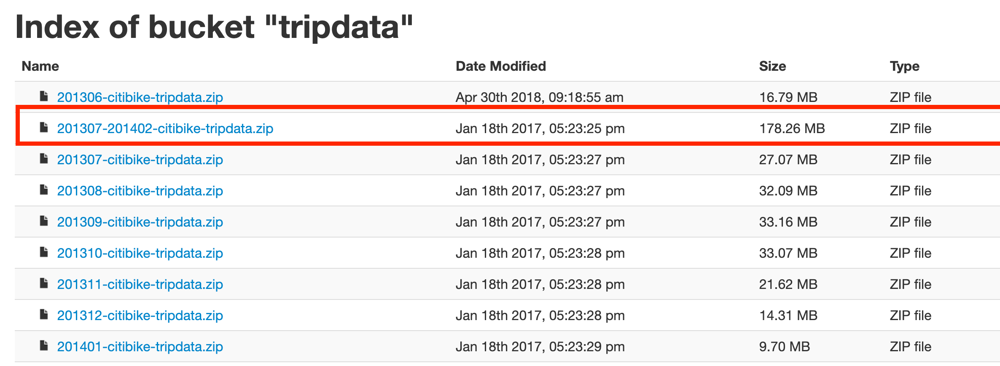 Index of bucket "tripdata"
Name Date Modified Size Type
201306-citibike-tripdata.zip Apr 30th 2018, 09:18:55 am 16.79 MB ZIP file
201307-201402-citibike-tripdata.zip Jan 18th 2017, 05:23:25 pm 178.26 MB ZIP file
201307-citibike-tripdata.zip Jan 18th 2017, 05:23:27 pm 27.07 MB ZIP file
201308-citibike-tripdata.zip Jan 18th 2017, 05:23:27 pm 32.09 MB ZIP file
201309-citibike-tripdata.zip Jan 18th 2017, 05:23:27 pm 33.16 MB ZIP file
201310-citibike-tripdata.zip Jan 18th 2017, 05:23:28 pm 33.07 MB ZIP file
201311-citibike-tripdata.zip Jan 18th 2017, 05:23:28 pm 21.62 MB ZIP file
201312-citibike-tripdata.zip Jan 18th 2017, 05:23:28 pm 14.31 MB ZIP file
201401-citibike-tripdata.zip Jan 18th 2017, 05:23:29 pm 9.70 MB ZIP file